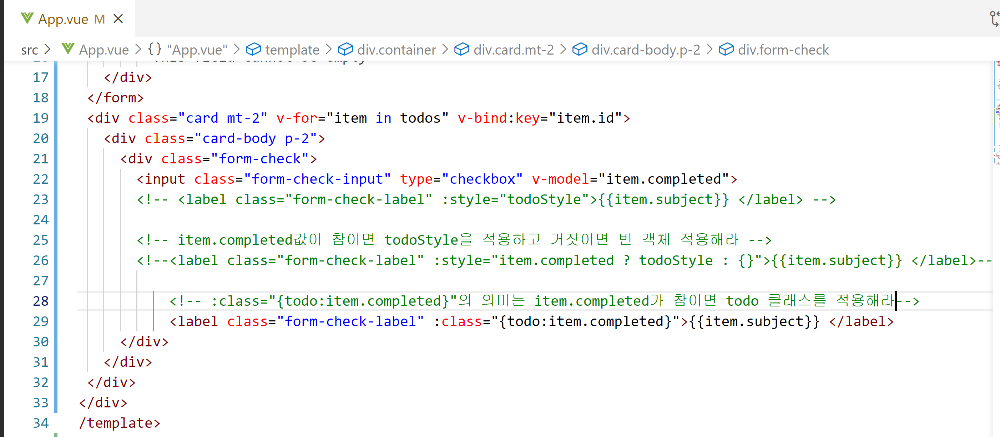 App.vue M
src > App.vue > {} "App.vue" > template > div.container > div.card.mt-2 > div.card-body.p-2 > div.form-check
17 </div>
18 </form>
19 <div class="card mt-2" v-for="item in todos" v-bind:key="item.id">
20 <div class="card-body p-2">
21 <div class="form-check">
22 <input class="form-check-input" type="checkbox" v-model="item.completed">
23 <!-- <label class="form-check-label" :style="todoStyle">{{item.subject}} </label> -->
24
25 <!-- item.completed값이 참이면 todoStyle을 적용하고 거짓이면 빈 객체 적용해라 -->
26 <!--<label class="form-check-label" :style="item.completed ? todoStyle : {}">{{item.subject}} </label>--
27
28 <!-- :class="{todo:item.completed}"의 의미는 item.completed가 참이면 todo 클래스를 적용해라-->
29 <label class="form-check-label" :class="{todo:item.completed}">{{item.subject}} </label>
30 </div>
31 </div>
32 </div>
33 </div>
34 /template>